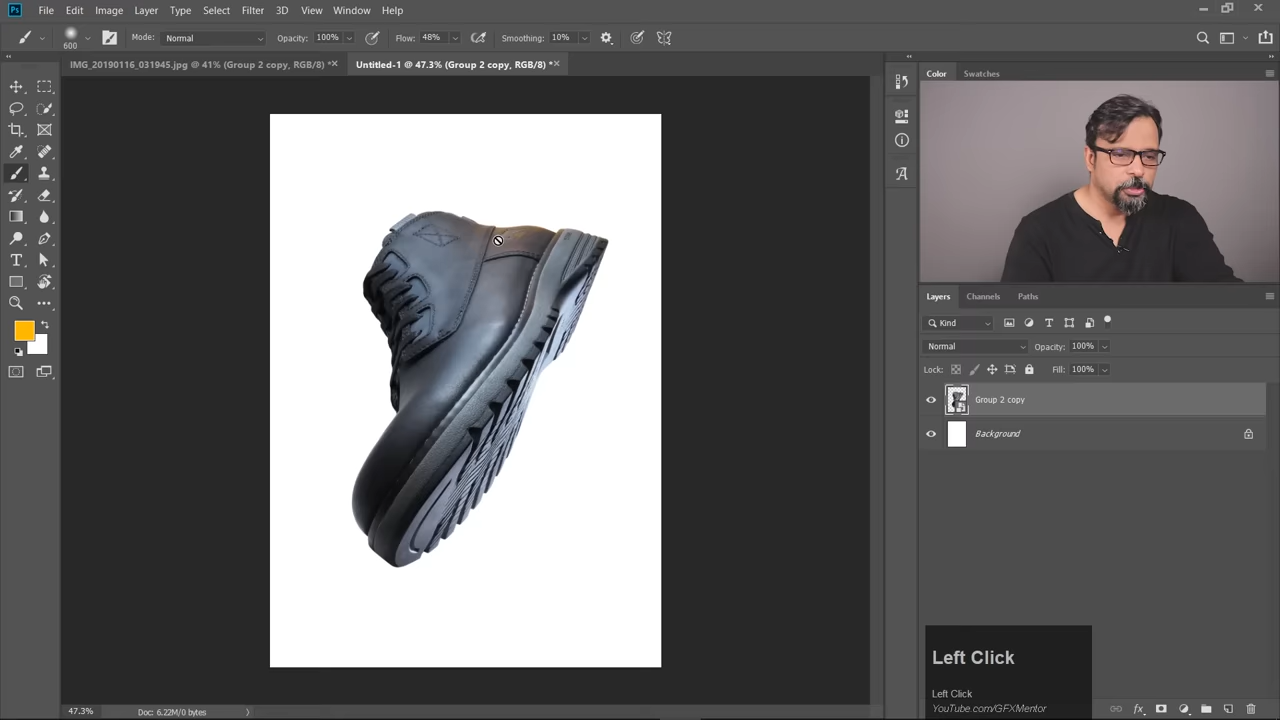 Ps File Edit Image Layer Type Select Filter 3D View Window Help
600 Mode: Normal Opacity: 100% Flow: 48% Smoothing: 10%
IMG_20190116_031945.jpg @ 41% (Group 2 copy, RGB/8) *× Untitled-1 @ 47.3% (Group 2 copy, RGB/8) *×
Color Swatches
Layers Channels Paths
Kind
Normal Opacity: 100%
Lock: Fill: 100%
Group 2 copy
Background
Left Click
Left Click
YouTube.com/GFXMentor
47.3% Doc: 6.22M/0 bytes